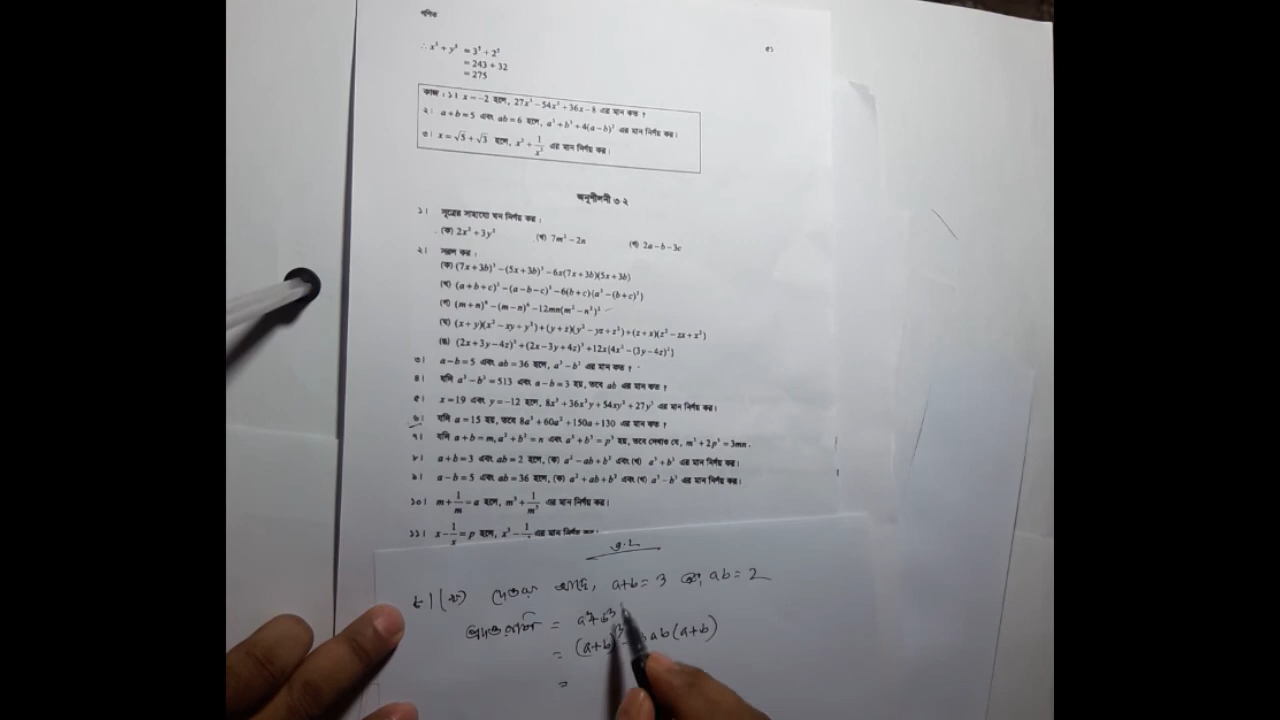 গণিত
৫১
∴ x⁵ + y⁵ = 3⁵ + 2⁵
= 243 + 32
= 275
কাজ : ১। x = −2 হলে, 27x³ − 54x² + 36x − 8 এর মান কত ?
২। a + b = 5 এবং ab = 6 হলে, a³ + b³ + 4(a − b)² এর মান নির্ণয় কর।
৩। x = √5 + √3 হলে, x³ + 1/x³ এর মান নির্ণয় কর।
অনুশীলনী ৩.২
১। সূত্রের সাহায্যে ঘন নির্ণয় কর :
(ক) 2x² + 3y² (খ) 7m² − 2n (গ) 2a − b − 3c
২। সরল কর :
(ক) (7x + 3b)³ − (5x + 3b)³ − 6x(7x + 3b)(5x + 3b)
(খ) (a + b + c)³ − (a − b − c)³ − 6(b + c){a² − (b + c)²}
(গ) (m + n)⁶ − (m − n)⁶ − 12mn(m² − n²)²
(ঘ) (x + y)(x² − xy + y²) + (y + z)(y² − yz + z²) + (z + x)(z² − zx + x²)
(ঙ) (2x + 3y − 4z)³ + (2x − 3y + 4z)³ + 12x{4x² − (3y − 4z)²}
৩। a − b = 5 এবং ab = 36 হলে, a³ − b³ এর মান কত ?
৪। যদি a³ − b³ = 513 এবং a − b = 3 হয়, তবে ab এর মান কত ?
৫। x = 19 এবং y = −12 হলে, 8x³ + 36x²y + 54xy² + 27y³ এর মান নির্ণয় কর।
৬। যদি a = 15 হয়, তবে 8a³ + 60a² + 150a + 130 এর মান কত ?
৭। যদি a + b = m, a² + b² = n এবং a³ + b³ = p³ হয়, তবে দেখাও যে, m³ + 2p³ = 3mn.
৮। a + b = 3 এবং ab = 2 হলে, (ক) a² − ab + b² এবং (খ) a³ + b³ এর মান নির্ণয় কর।
৯। a − b = 5 এবং ab = 36 হলে, (ক) a² + ab + b² এবং (খ) a³ − b³ এর মান নির্ণয় কর।
১০। m + 1/m = a হলে, m³ + 1/m³ এর মান নির্ণয় কর।
১১। x − 1/x = p হলে, x³ − 1/ এর মান নির্ণয় কর।
৩.২
৮। (খ) দেওয়া আছে, a+b = 3 এবং ab = 2
প্রদত্ত রাশি = a³+b³
= (a+b)³ − 3ab(a+b)
=